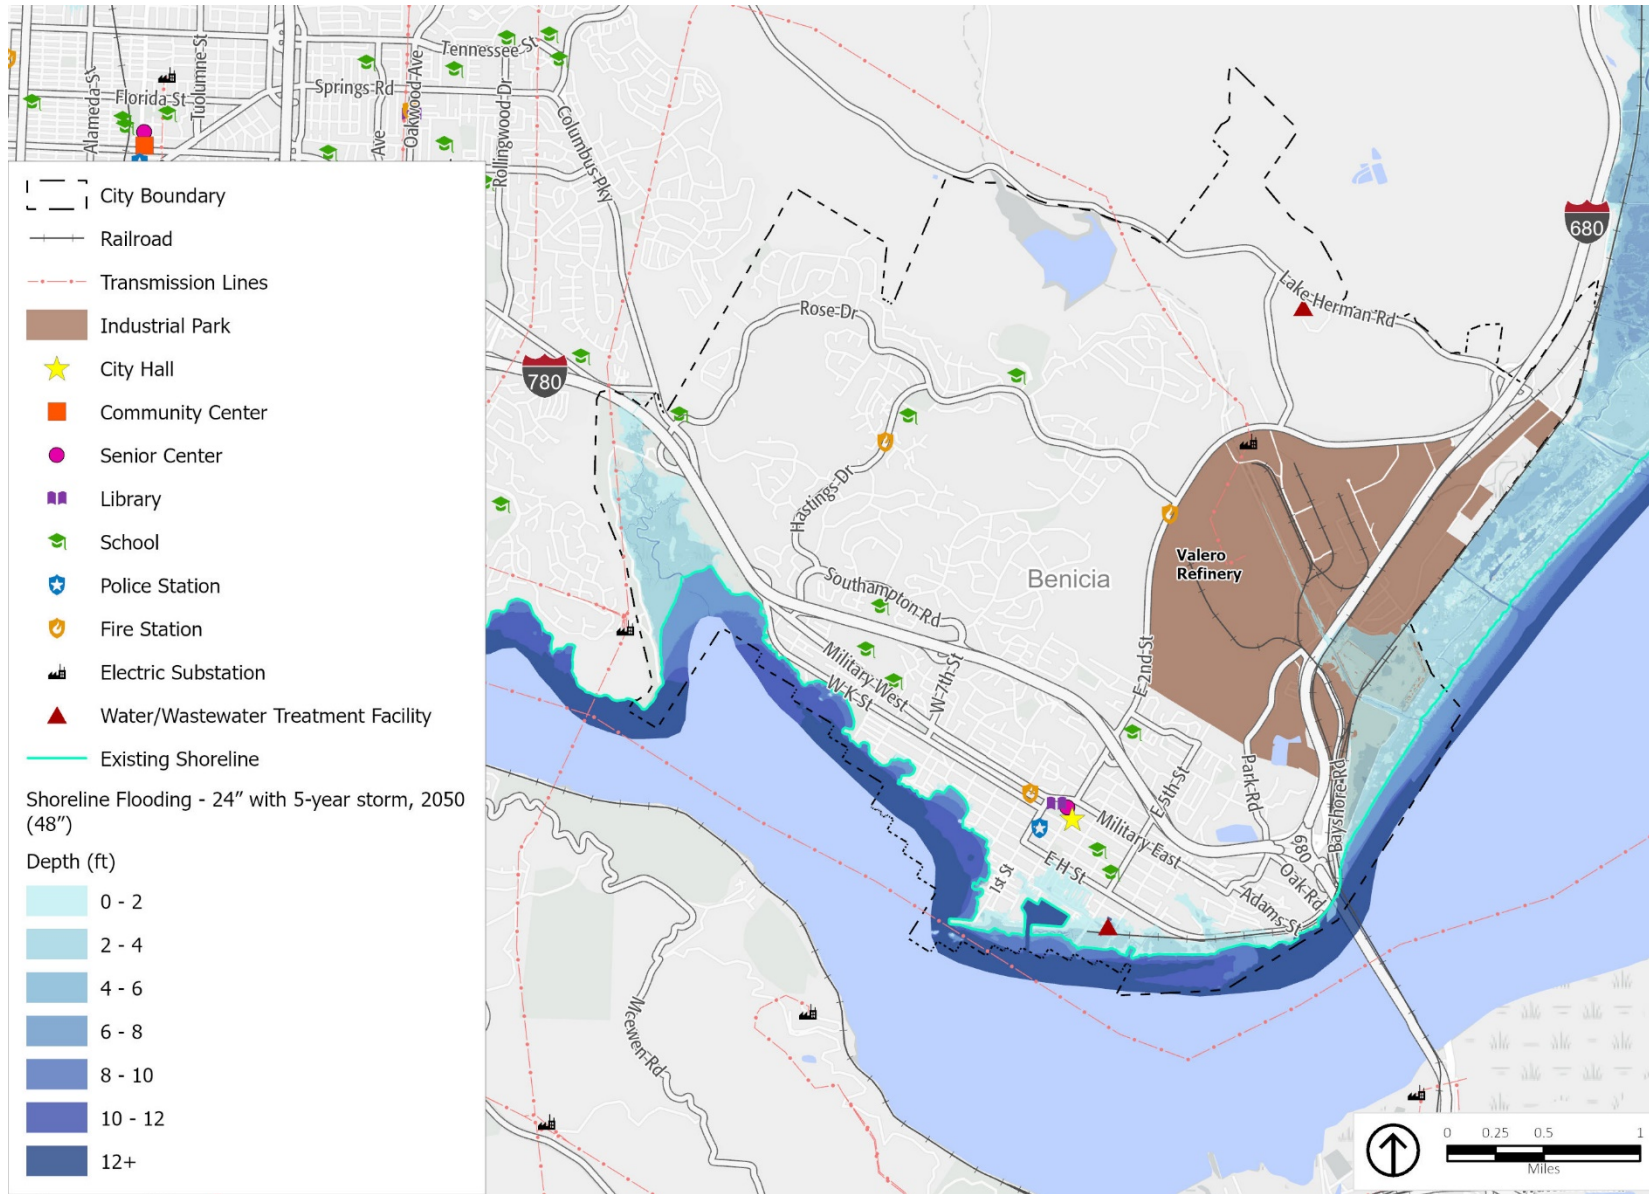 Tennessee St
Springs Rd
Florida St
Alameda St
Tuolumne St
Ave
Oakwood Ave
Rollingwood Dr
Columbus Pky
680
Lake Herman Rd
Rose Dr
780
Hastings Dr
Southampton Rd
Benicia
Valero
Refinery
Military West
W K St
W 7th St
E 2nd St
E 5th St
Park Rd
Bayshore Rd
Military East
E H St
1st St
680
Oak Rd
Adams St
Mcewen Rd
City Boundary
Railroad
Transmission Lines
Industrial Park
City Hall
Community Center
Senior Center
Library
School
Police Station
Fire Station
Electric Substation
Water/Wastewater Treatment Facility
Existing Shoreline
Shoreline Flooding - 24” with 5-year storm, 2050
(48”)
Depth (ft)
0 - 2
2 - 4
4 - 6
6 - 8
8 - 10
10 - 12
12+
0 0.25 0.5 1
Miles